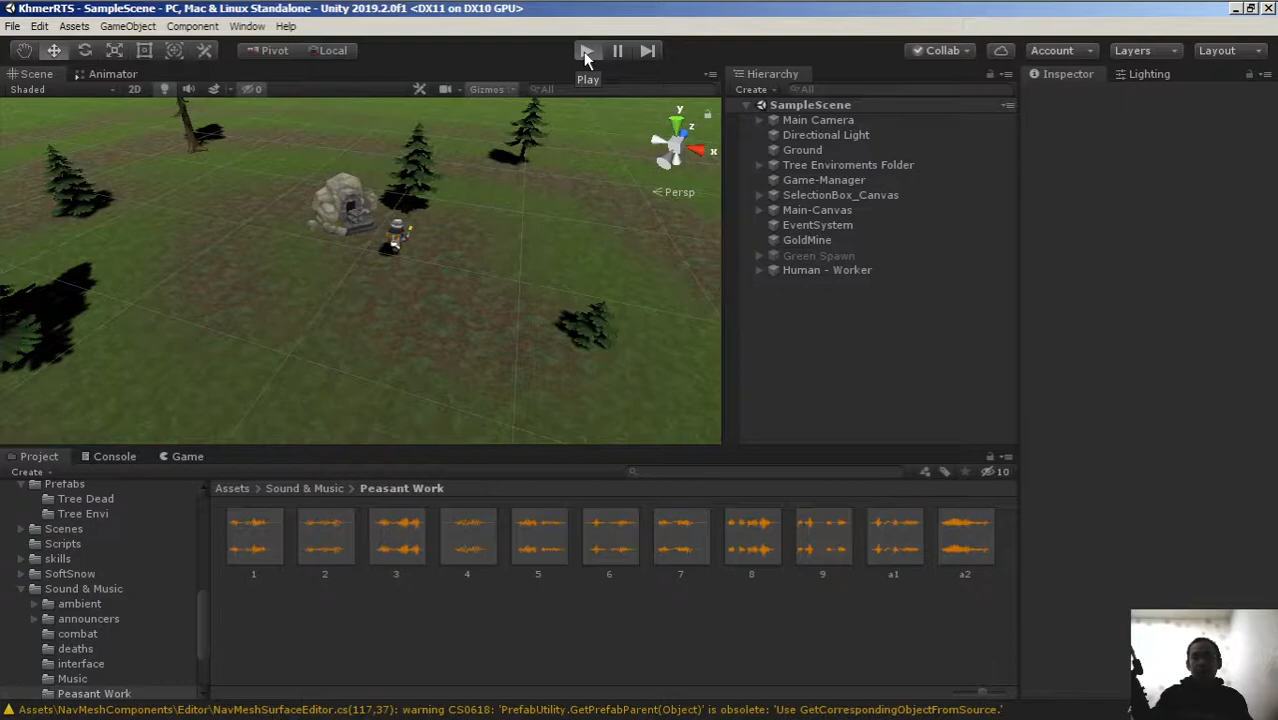 KhmerRTS - SampleScene - PC, Mac & Linux Standalone - Unity 2019.2.0f1 <DX11 on DX10 GPU>
File Edit Assets GameObject Component Window Help
Pivot Local Collab Account Layers Layout
Play
Scene Animator
Shaded 2D 0 Gizmos All
y
z
x
Persp
Hierarchy
Create All
SampleScene
Main Camera
Directional Light
Ground
Tree Enviroments Folder
Game-Manager
SelectionBox_Canvas
Main-Canvas
EventSystem
GoldMine
Green Spawn
Human - Worker
Inspector Lighting
Project Console Game
Create 10
Prefabs
Tree Dead
Tree Envi
Scenes
Scripts
skills
SoftSnow
Sound & Music
ambient
announcers
combat
deaths
interface
Music
Peasant Work
Assets Sound & Music Peasant Work
1 2 3 4 5 6 7 8 9 a1 a2
Assets\NavMeshComponents\Editor\NavMeshSurfaceEditor.cs(117,37): warning CS0618: 'PrefabUtility.GetPrefabParent(Object)' is obsolete: 'Use GetCorrespondingObjectFromSource.'